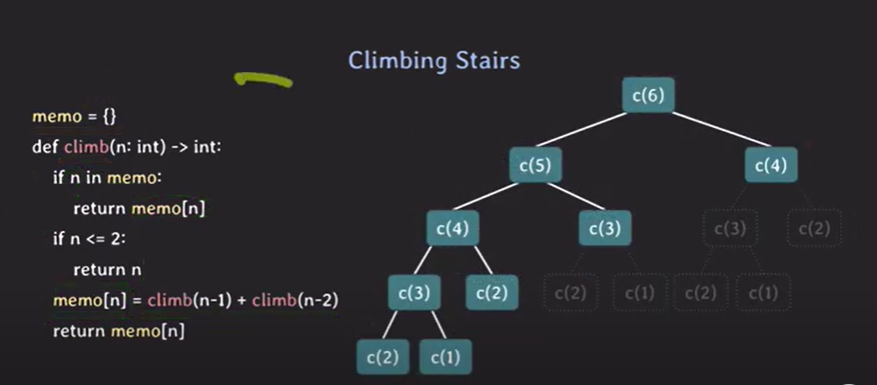 Climbing Stairs
memo = {}
def climb(n: int) -> int:
if n in memo:
return memo[n]
if n <= 2:
return n
memo[n] = climb(n-1) + climb(n-2)
return memo[n]
c(6)
c(5) c(4)
c(4) c(3) c(3) c(2)
c(3) c(2) c(2) c(1) c(2) c(1)
c(2) c(1)